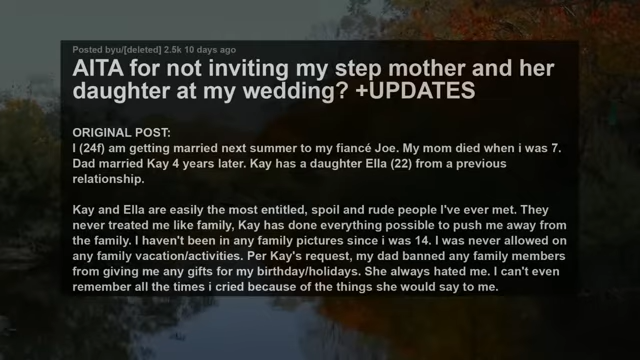 Posted byu/[deleted] 2.5k 10 days ago
AITA for not inviting my step mother and her
daughter at my wedding? +UPDATES
ORIGINAL POST:
I (24f) am getting married next summer to my fiancé Joe. My mom died when i was 7.
Dad married Kay 4 years later. Kay has a daughter Ella (22) from a previous
relationship.
Kay and Ella are easily the most entitled, spoil and rude people I've ever met. They
never treated me like family, Kay has done everything possible to push me away from
the family. I haven't been in any family pictures since i was 14. I was never allowed on
any family vacation/activities. Per Kay's request, my dad banned any family members
from giving me any gifts for my birthday/holidays. She always hated me. I can't even
remember all the times i cried because of the things she would say to me.